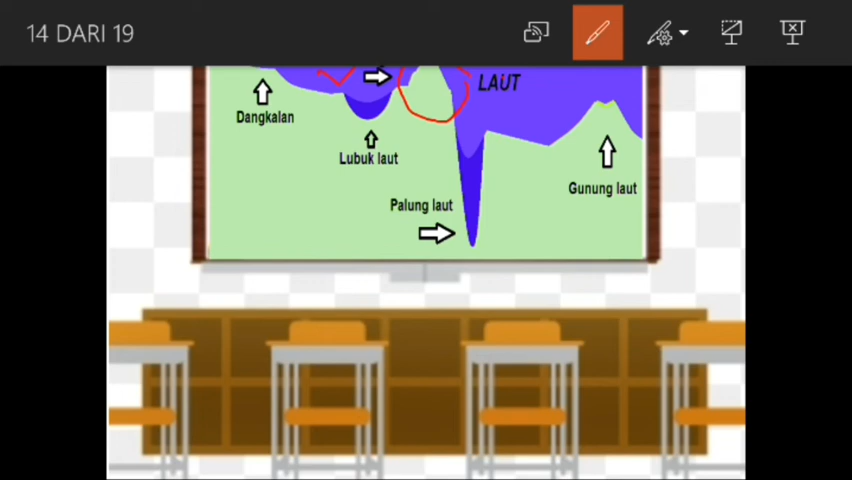 14 DARI 19
LAUT
Dangkalan
Lubuk laut
Gunung laut
Palung laut